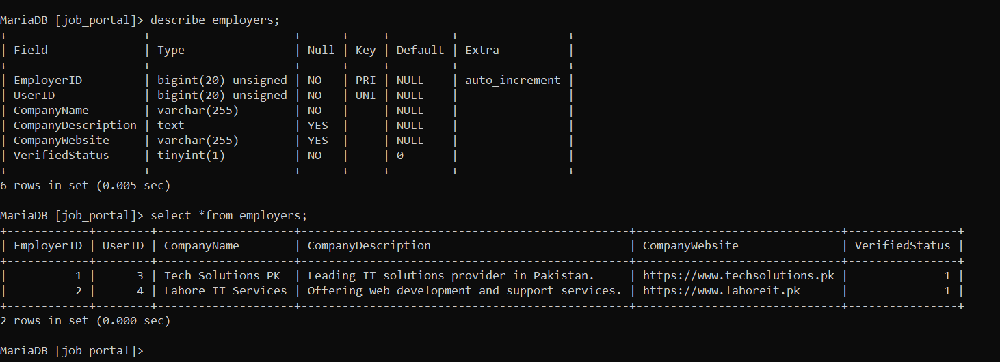 MariaDB [job_portal]> describe employers;
+--------------------+---------------------+------+-----+---------+----------------+
| Field              | Type                | Null | Key | Default | Extra          |
+--------------------+---------------------+------+-----+---------+----------------+
| EmployerID         | bigint(20) unsigned | NO   | PRI | NULL    | auto_increment |
| UserID             | bigint(20) unsigned | NO   | UNI | NULL    |                |
| CompanyName        | varchar(255)        | NO   |     | NULL    |                |
| CompanyDescription | text                | YES  |     | NULL    |                |
| CompanyWebsite     | varchar(255)        | YES  |     | NULL    |                |
| VerifiedStatus     | tinyint(1)          | NO   |     | 0       |                |
+--------------------+---------------------+------+-----+---------+----------------+
6 rows in set (0.005 sec)

MariaDB [job_portal]> select *from employers;
+------------+--------+--------------------+------------------------------------------------+------------------------------+----------------+
| EmployerID | UserID | CompanyName        | CompanyDescription                             | CompanyWebsite               | VerifiedStatus |
+------------+--------+--------------------+------------------------------------------------+------------------------------+----------------+
|          1 |      3 | Tech Solutions PK  | Leading IT solutions provider in Pakistan.     | https://www.techsolutions.pk |              1 |
|          2 |      4 | Lahore IT Services | Offering web development and support services. | https://www.lahoreit.pk      |              1 |
+------------+--------+--------------------+------------------------------------------------+------------------------------+----------------+
2 rows in set (0.000 sec)

MariaDB [job_portal]>